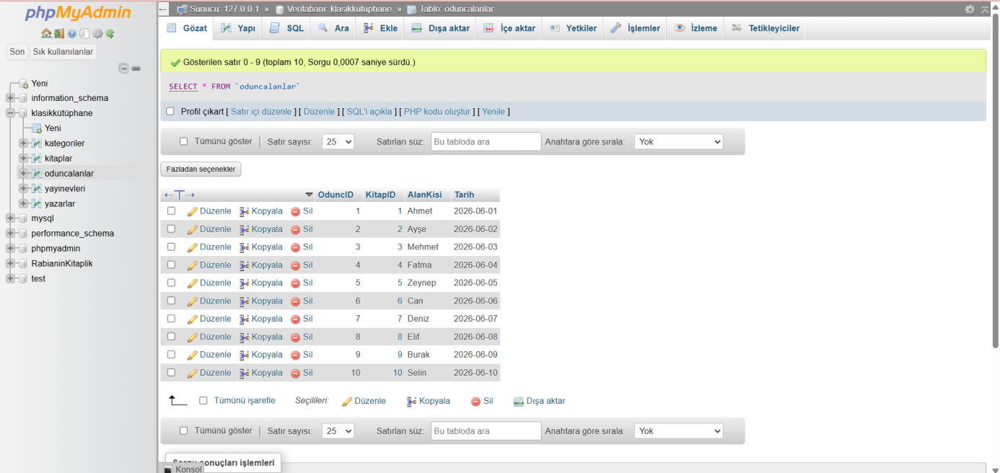 phpMyAdmin
Son Sık kullanılanlar
Yeni
information_schema
klasikkütüphane
Yeni
kategoriler
kitaplar
oduncalanlar
yayinevleri
yazarlar
mysql
performance_schema
phpmyadmin
RabianinKitaplik
test
Sunucu: 127.0.0.1 » Veritabanı: klasikkütüphane » Tablo: oduncalanlar
Gözat Yapı SQL Ara Ekle Dışa aktar İçe aktar Yetkiler İşlemler İzleme Tetikleyiciler
Gösterilen satır 0 - 9 (toplam 10, Sorgu 0,0007 saniye sürdü.)
SELECT * FROM `oduncalanlar`
Profil çıkart [ Satır içi düzenle ] [ Düzenle ] [ SQL'i açıkla ] [ PHP kodu oluştur ] [ Yenile ]
Tümünü göster Satır sayısı: 25 Satırları süz: Bu tabloda ara Anahtara göre sırala: Yok
Fazladan seçenekler
OduncID KitapID AlanKisi Tarih
Düzenle Kopyala Sil 1 1 Ahmet 2026-06-01
Düzenle Kopyala Sil 2 2 Ayşe 2026-06-02
Düzenle Kopyala Sil 3 3 Mehmet 2026-06-03
Düzenle Kopyala Sil 4 4 Fatma 2026-06-04
Düzenle Kopyala Sil 5 5 Zeynep 2026-06-05
Düzenle Kopyala Sil 6 6 Can 2026-06-06
Düzenle Kopyala Sil 7 7 Deniz 2026-06-07
Düzenle Kopyala Sil 8 8 Elif 2026-06-08
Düzenle Kopyala Sil 9 9 Burak 2026-06-09
Düzenle Kopyala Sil 10 10 Selin 2026-06-10
Tümünü işaretle Seçilileri: Düzenle Kopyala Sil Dışa aktar
Tümünü göster Satır sayısı: 25 Satırları süz: Bu tabloda ara Anahtara göre sırala: Yok
Sorgu sonuçları işlemleri
Konsol